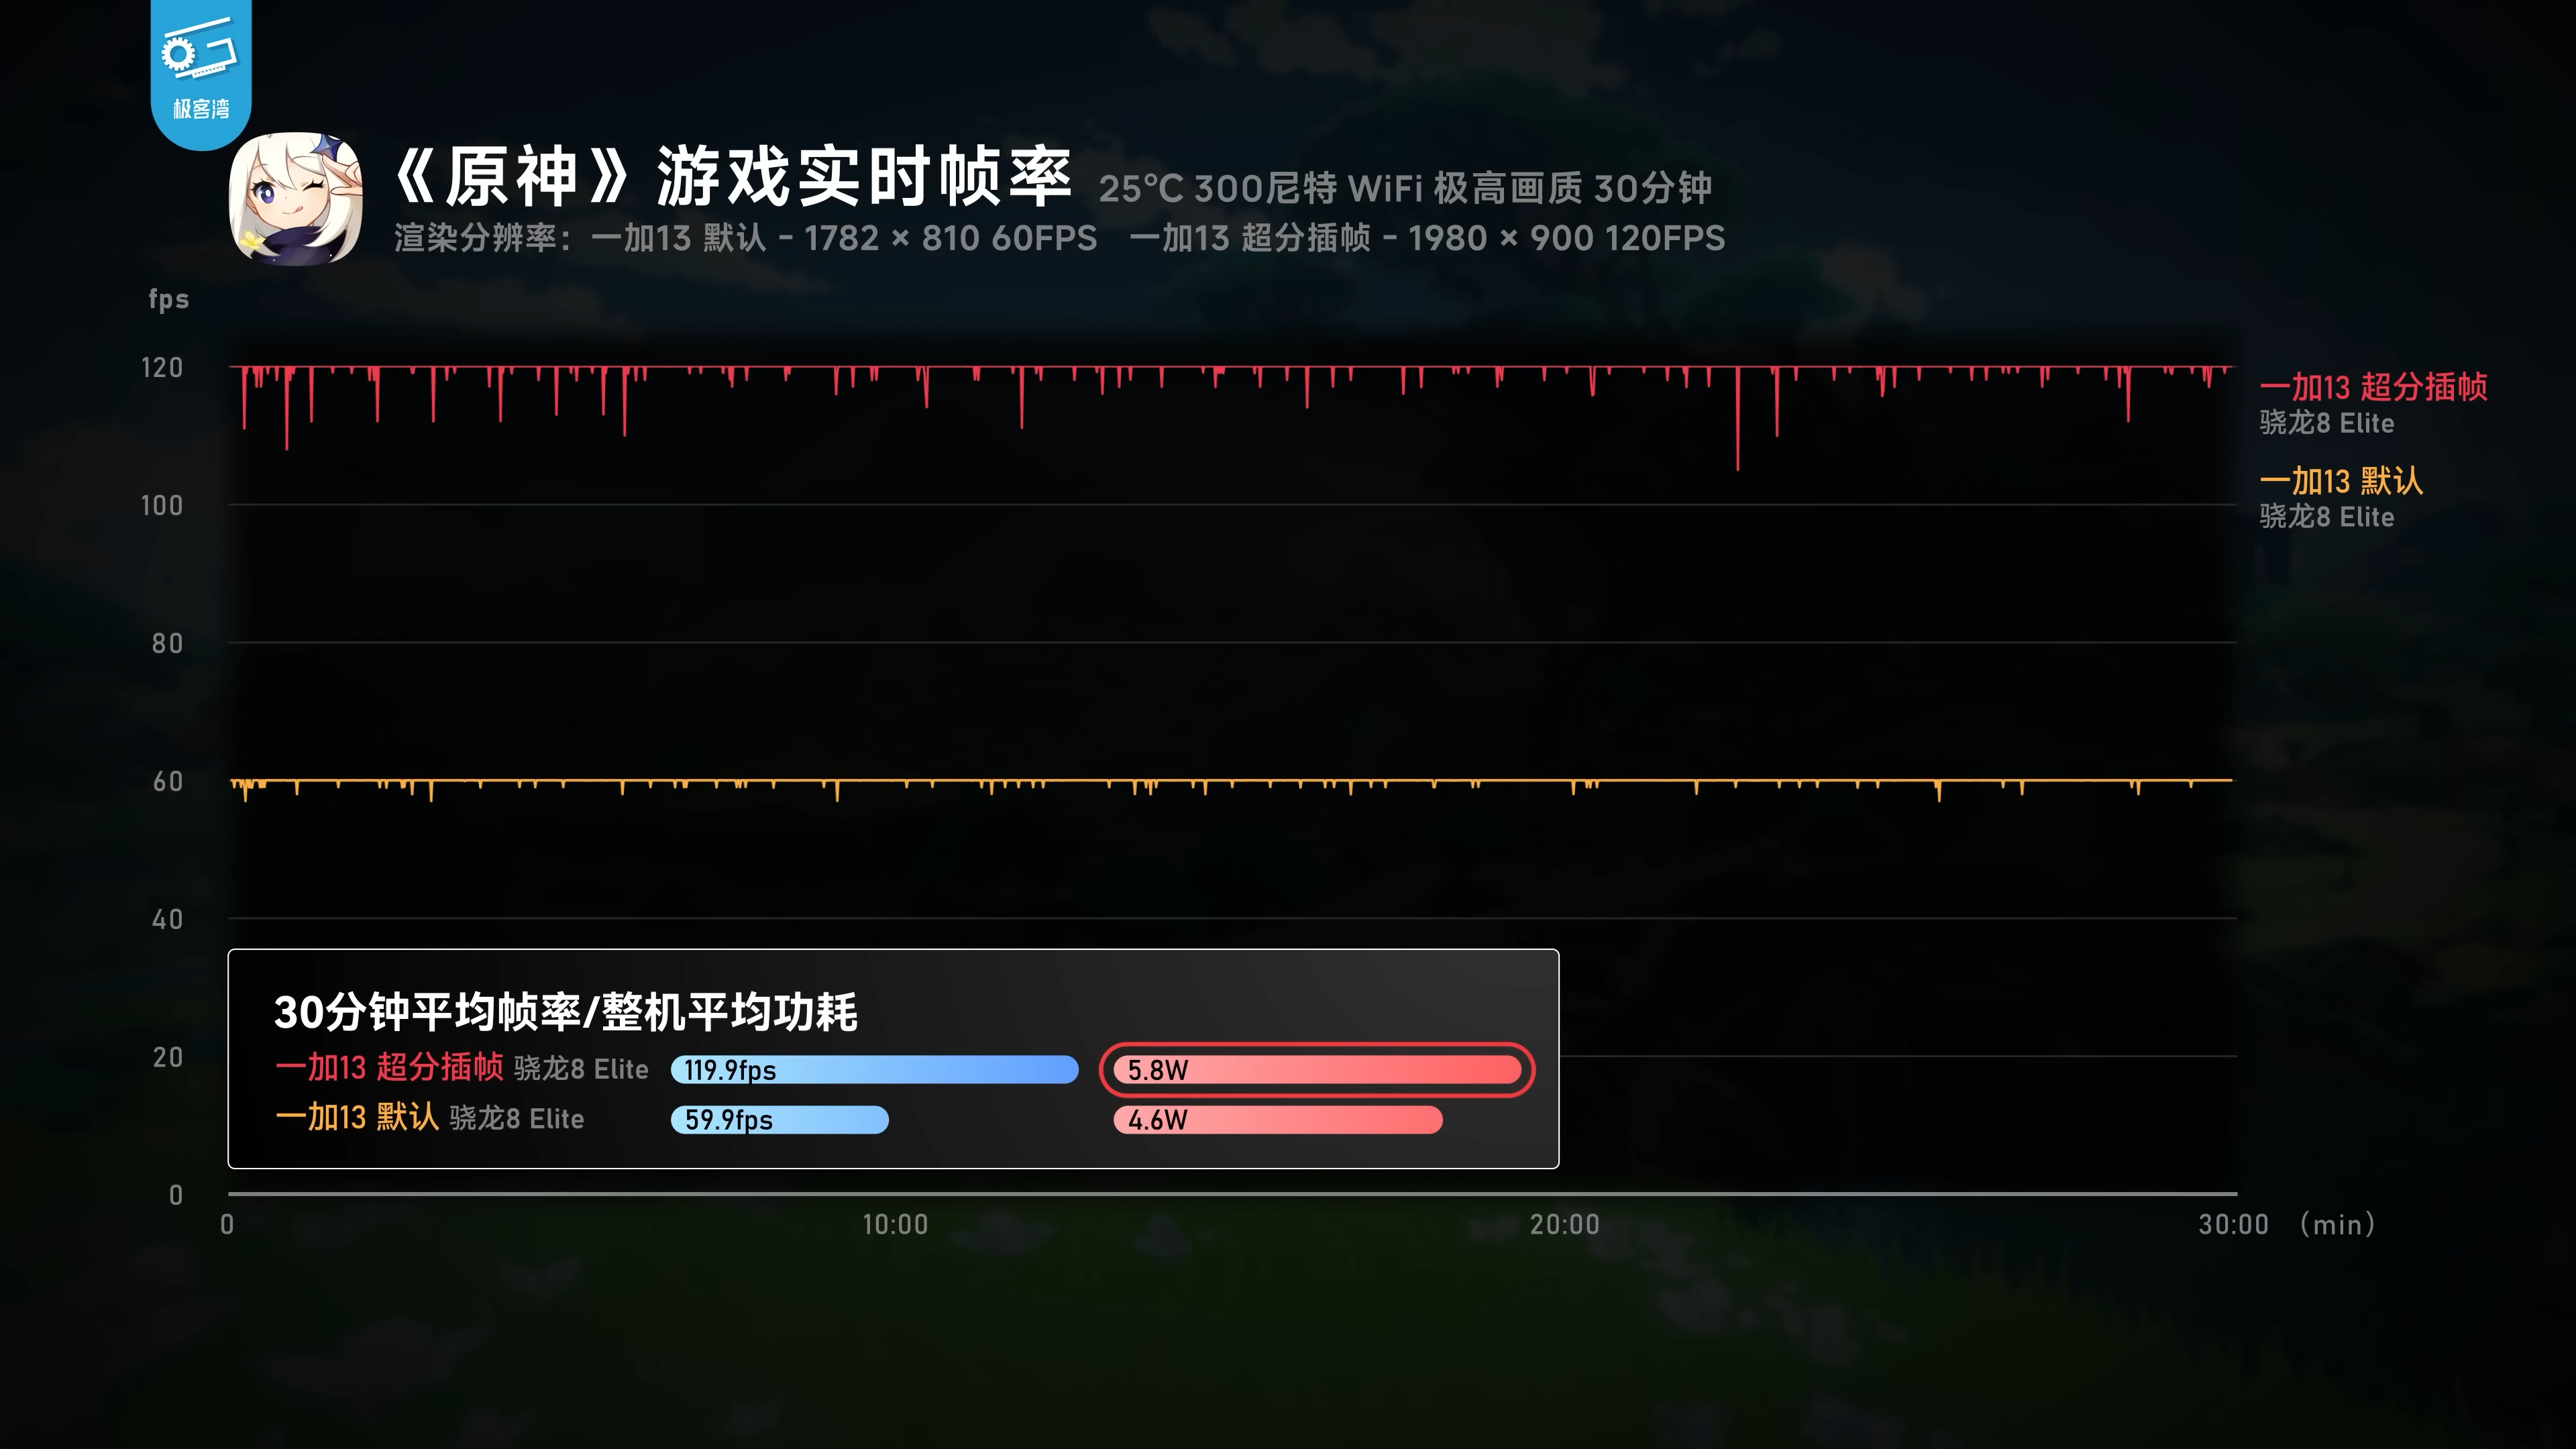 极客湾
《原神》游戏实时帧率 25℃ 300尼特 WiFi 极高画质 30分钟
渲染分辨率：一加13 默认 - 1782 × 810 60FPS 一加13 超分插帧 - 1980 × 900 120FPS
fps
120
100
80
60
40
20
0
一加13 超分插帧
骁龙8 Elite
一加13 默认
骁龙8 Elite
30分钟平均帧率/整机平均功耗
一加13 超分插帧 骁龙8 Elite 119.9fps 5.8W
一加13 默认 骁龙8 Elite 59.9fps 4.6W
0 10:00 20:00 30:00 （min）